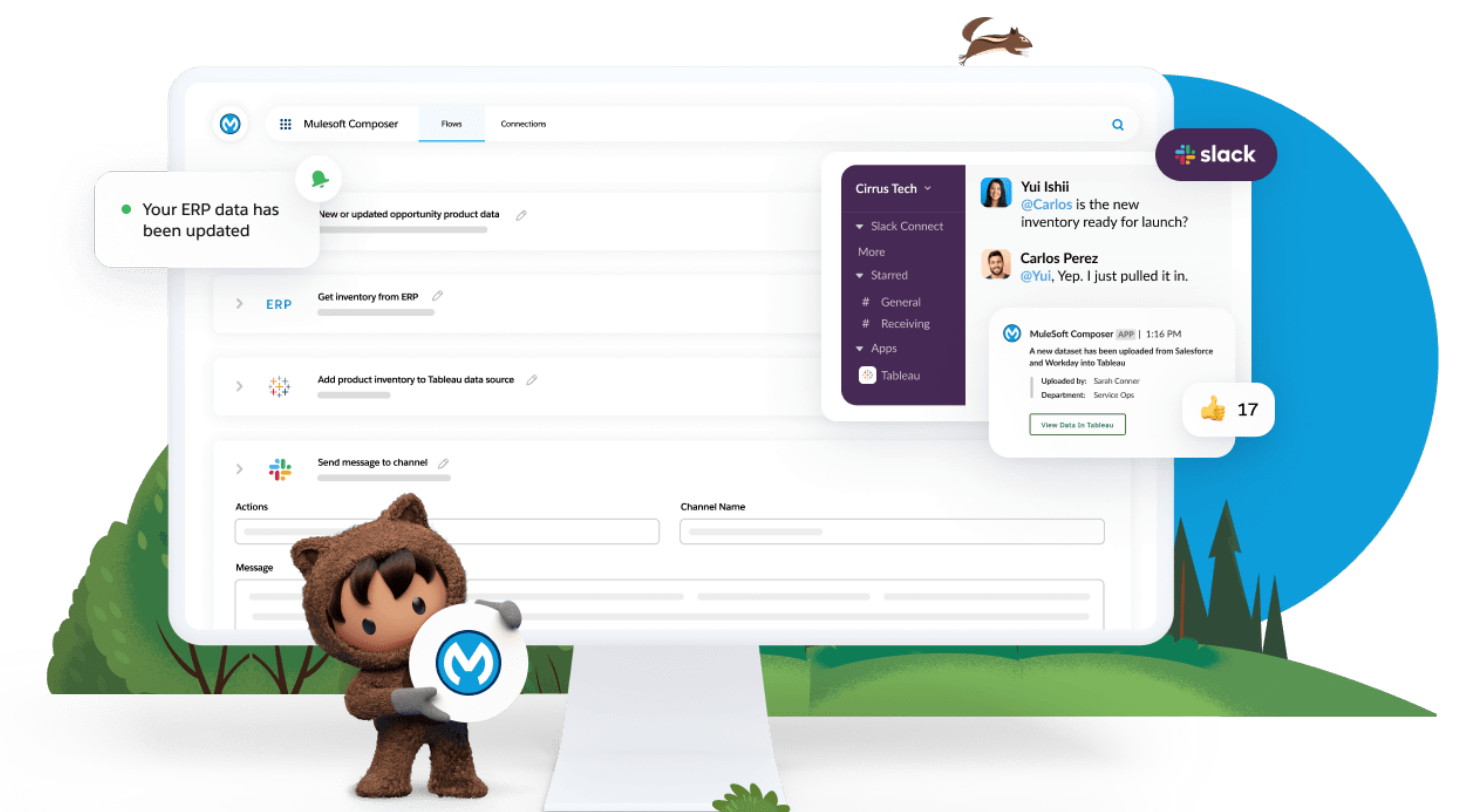 Mulesoft Composer
Flows
Connections
Your ERP data has
been updated
New or updated opportunity product data
ERP
Get inventory from ERP
Add product inventory to Tableau data source
Send message to channel
Actions
Channel Name
Message
slack
Cirrus Tech
Slack Connect
More
Starred
# General
# Receiving
Apps
Tableau
Yui Ishii
@Carlos is the new
inventory ready for launch?
Carlos Perez
@Yui, Yep. I just pulled it in.
MuleSoft Composer APP | 1:16 PM
A new dataset has been uploaded from Salesforce
and Workday into Tableau
Uploaded by: Sarah Conner
Department: Service Ops
View Data In Tableau
17